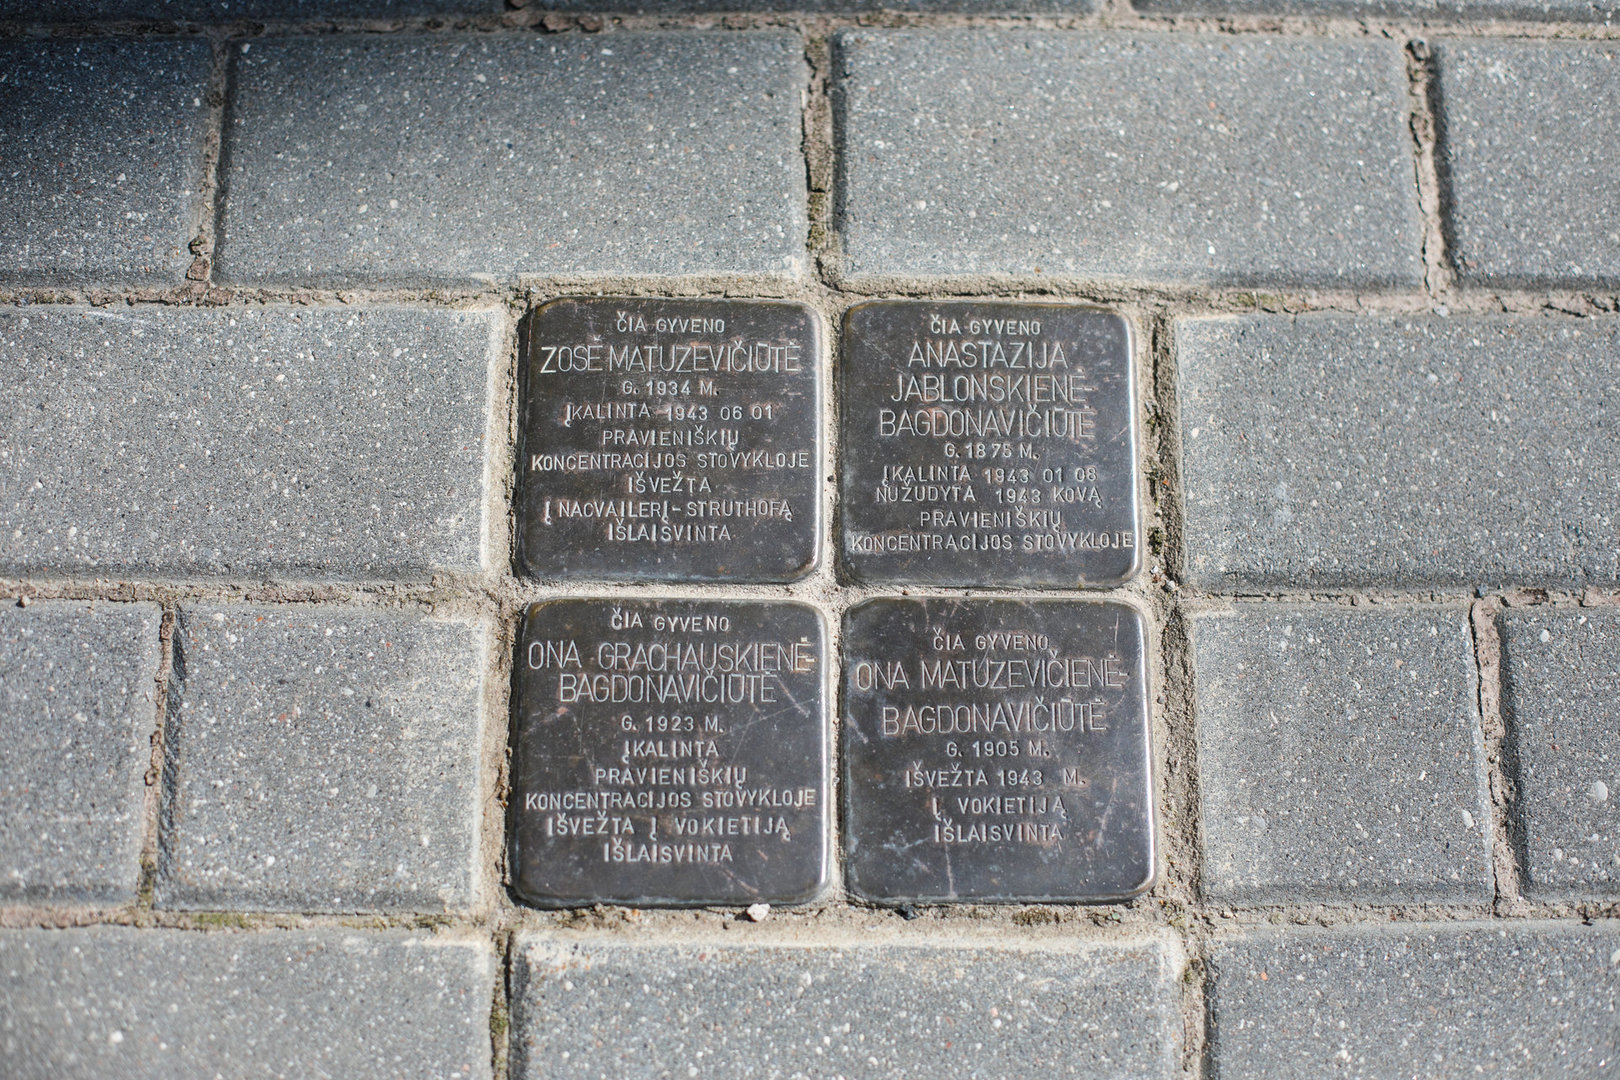 ČIA GYVENO
ZOSĖ MATUZEVIČIŪTĖ
G. 1934 M.
ĮKALINTA 1943 06 01
PRAVIENIŠKIŲ
KONCENTRACIJOS STOVYKLOJE
IŠVEŽTA
Į NACVAILERĮ-STRUTHOFĄ
IŠLAISVINTA
ČIA GYVENO
ANASTAZIJA
JABLONSKIENĖ-
BAGDONAVIČIŪTĖ
G. 1875 M.
ĮKALINTA 1943 01 08
NUŽUDYTA 1943 KOVĄ
PRAVIENIŠKIŲ
KONCENTRACIJOS STOVYKLOJE
ČIA GYVENO
ONA GRACHAUSKIENĖ-
BAGDONAVIČIŪTĖ
G. 1923 M.
ĮKALINTA
PRAVIENIŠKIŲ
KONCENTRACIJOS STOVYKLOJE
IŠVEŽTA Į VOKIETIJĄ
IŠLAISVINTA
ČIA GYVENO
ONA MATUZEVIČIENĖ-
BAGDONAVIČIŪTĖ
G. 1905 M.
IŠVEŽTA 1943 M.
Į VOKIETIJĄ
IŠLAISVINTA